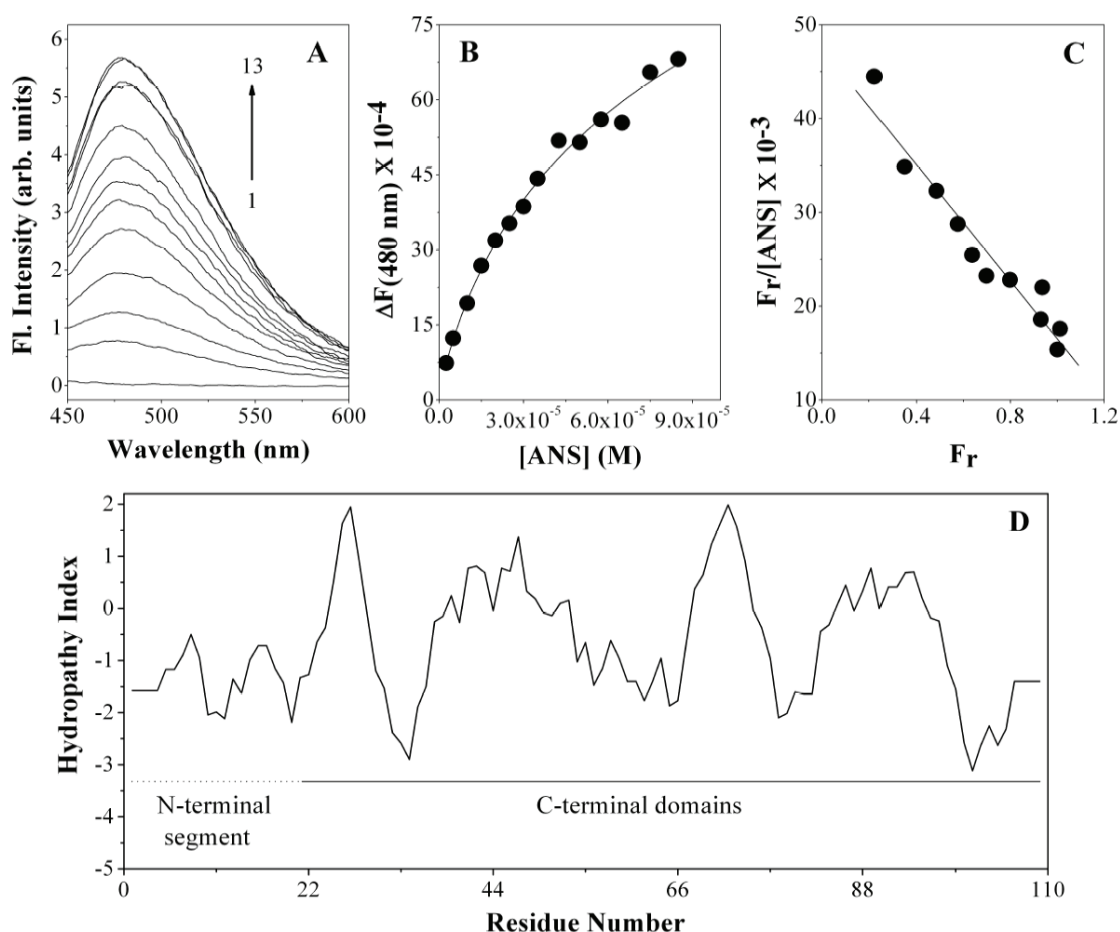 A
Fl. Intensity (arb. units)
6
5
4
3
2
1
0
13
1
450 500 550 600
Wavelength (nm)
B
ΔF(480 nm) X 10-4
75
60
45
30
15
0
0.0 3.0x10-5 6.0x10-5 9.0x10-5
[ANS] (M)
C
Fr/[ANS] X 10-3
50
40
30
20
10
0.0 0.4 0.8 1.2
Fr
D
Hydropathy Index
2
1
0
-1
-2
-3
-4
-5
N-terminal
segment
C-terminal domains
0 22 44 66 88 110
Residue Number